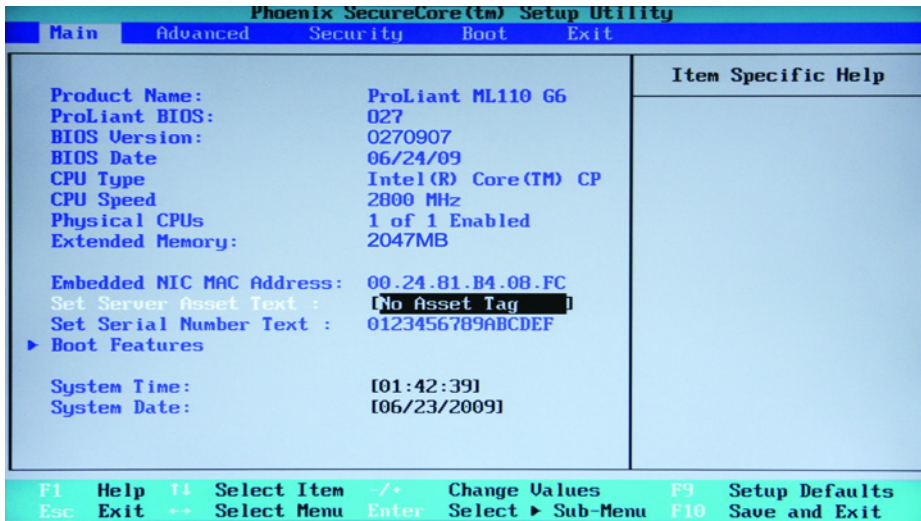 Phoenix SecureCore(tm) Setup Utility
Main Advanced Security Boot Exit
Item Specific Help
Product Name: ProLiant ML110 G6
ProLiant BIOS: O27
BIOS Version: 0270907
BIOS Date 06/24/09
CPU Type Intel(R) Core(TM) CP
CPU Speed 2800 MHz
Physical CPUs 1 of 1 Enabled
Extended Memory: 2047MB
Embedded NIC MAC Address: 00.24.81.B4.08.FC
Set Server Asset Text : [No Asset Tag ]
Set Serial Number Text : 0123456789ABCDEF
▶ Boot Features
System Time: [01:42:39]
System Date: [06/23/2009]
F1 Help ↑↓ Select Item -/+ Change Values F9 Setup Defaults
Esc Exit ↔ Select Menu Enter Select ▶ Sub-Menu F10 Save and Exit